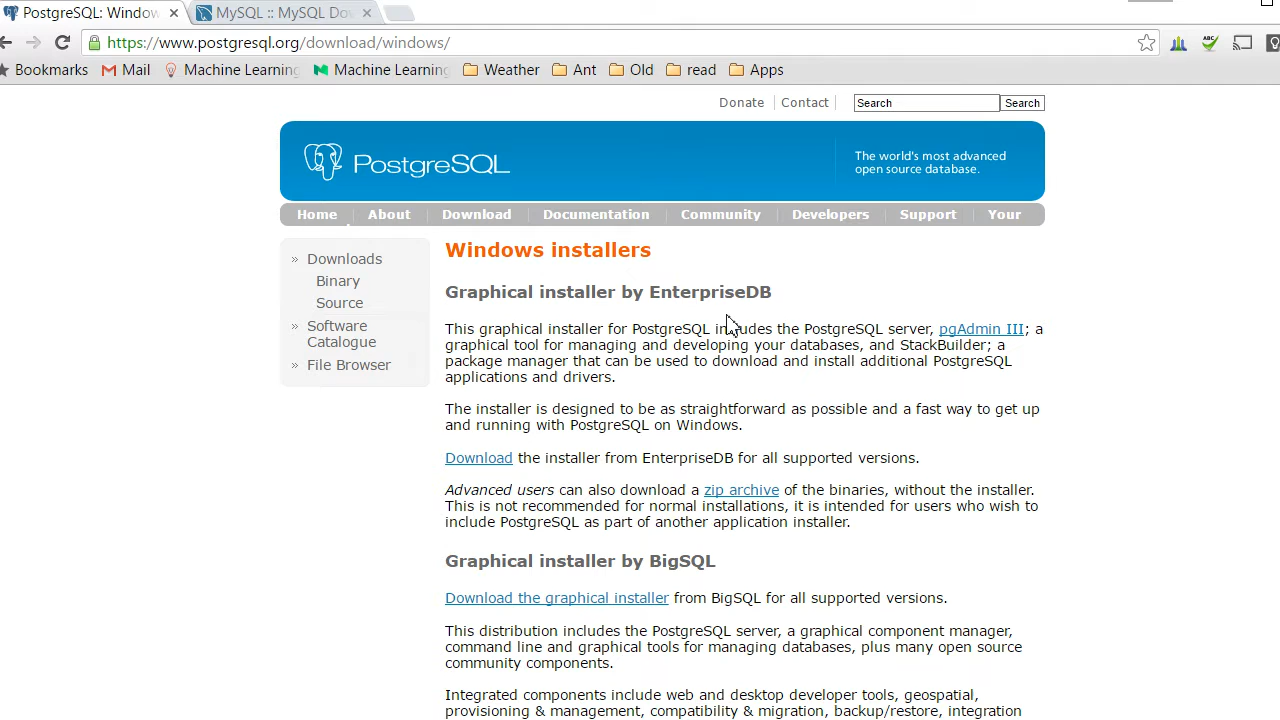 PostgreSQL: Window
MySQL :: MySQL Dow
https://www.postgresql.org/download/windows/
Bookmarks Mail Machine Learning Machine Learning Weather Ant Old read Apps
Donate Contact Search Search
PostgreSQL
The world's most advanced
open source database.
Home About Download Documentation Community Developers Support Your
» Downloads
Binary
Source
» Software
Catalogue
» File Browser
Windows installers
Graphical installer by EnterpriseDB
This graphical installer for PostgreSQL includes the PostgreSQL server, pgAdmin III; a
graphical tool for managing and developing your databases, and StackBuilder; a
package manager that can be used to download and install additional PostgreSQL
applications and drivers.
The installer is designed to be as straightforward as possible and a fast way to get up
and running with PostgreSQL on Windows.
Download the installer from EnterpriseDB for all supported versions.
Advanced users can also download a zip archive of the binaries, without the installer.
This is not recommended for normal installations, it is intended for users who wish to
include PostgreSQL as part of another application installer.
Graphical installer by BigSQL
Download the graphical installer from BigSQL for all supported versions.
This distribution includes the PostgreSQL server, a graphical component manager,
command line and graphical tools for managing databases, plus many open source
community components.
Integrated components include web and desktop developer tools, geospatial,
provisioning & management, compatibility & migration, backup/restore, integration